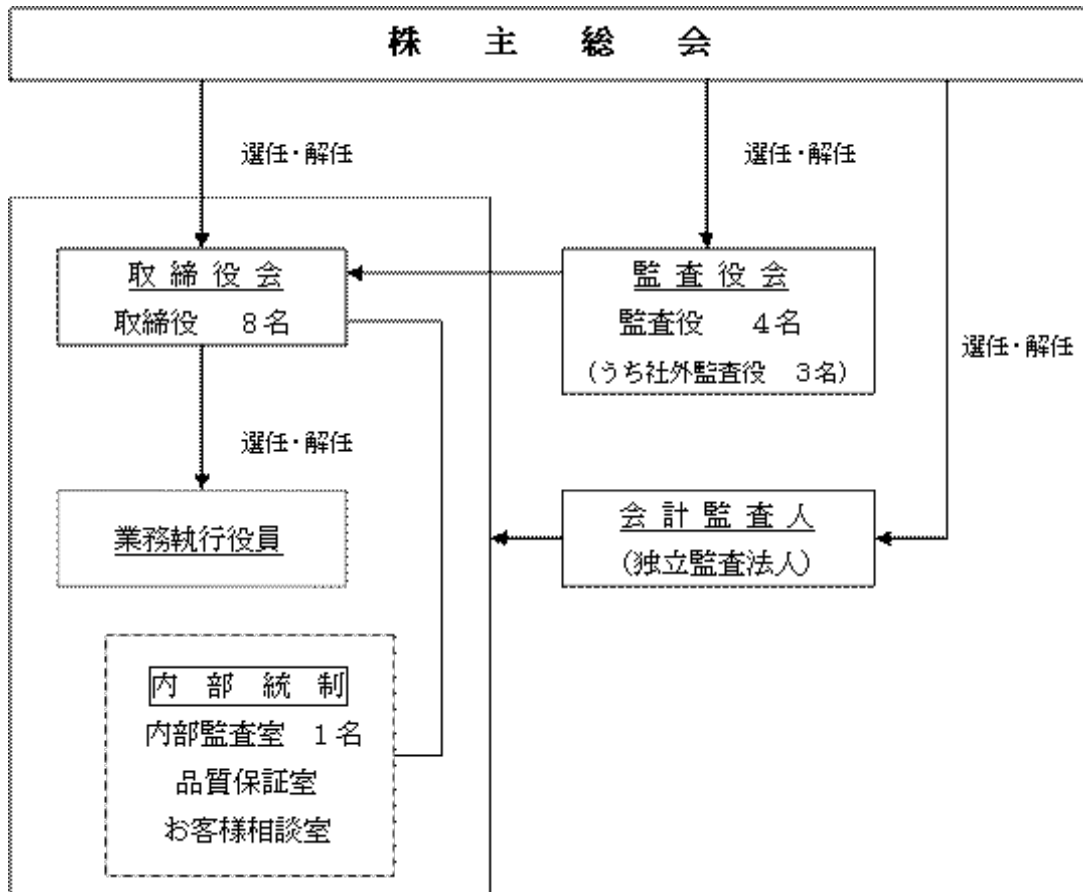 株 主 総 会
選任・解任
選任・解任
取 締 役 会
取締役 8名
監 査 役 会
監査役 4名
(うち社外監査役 3名)
選任・解任
選任・解任
業務執行役員
会 計 監 査 人
(独立監査法人)
内 部 統 制
内部監査室 1名
品質保証室
お客様相談室